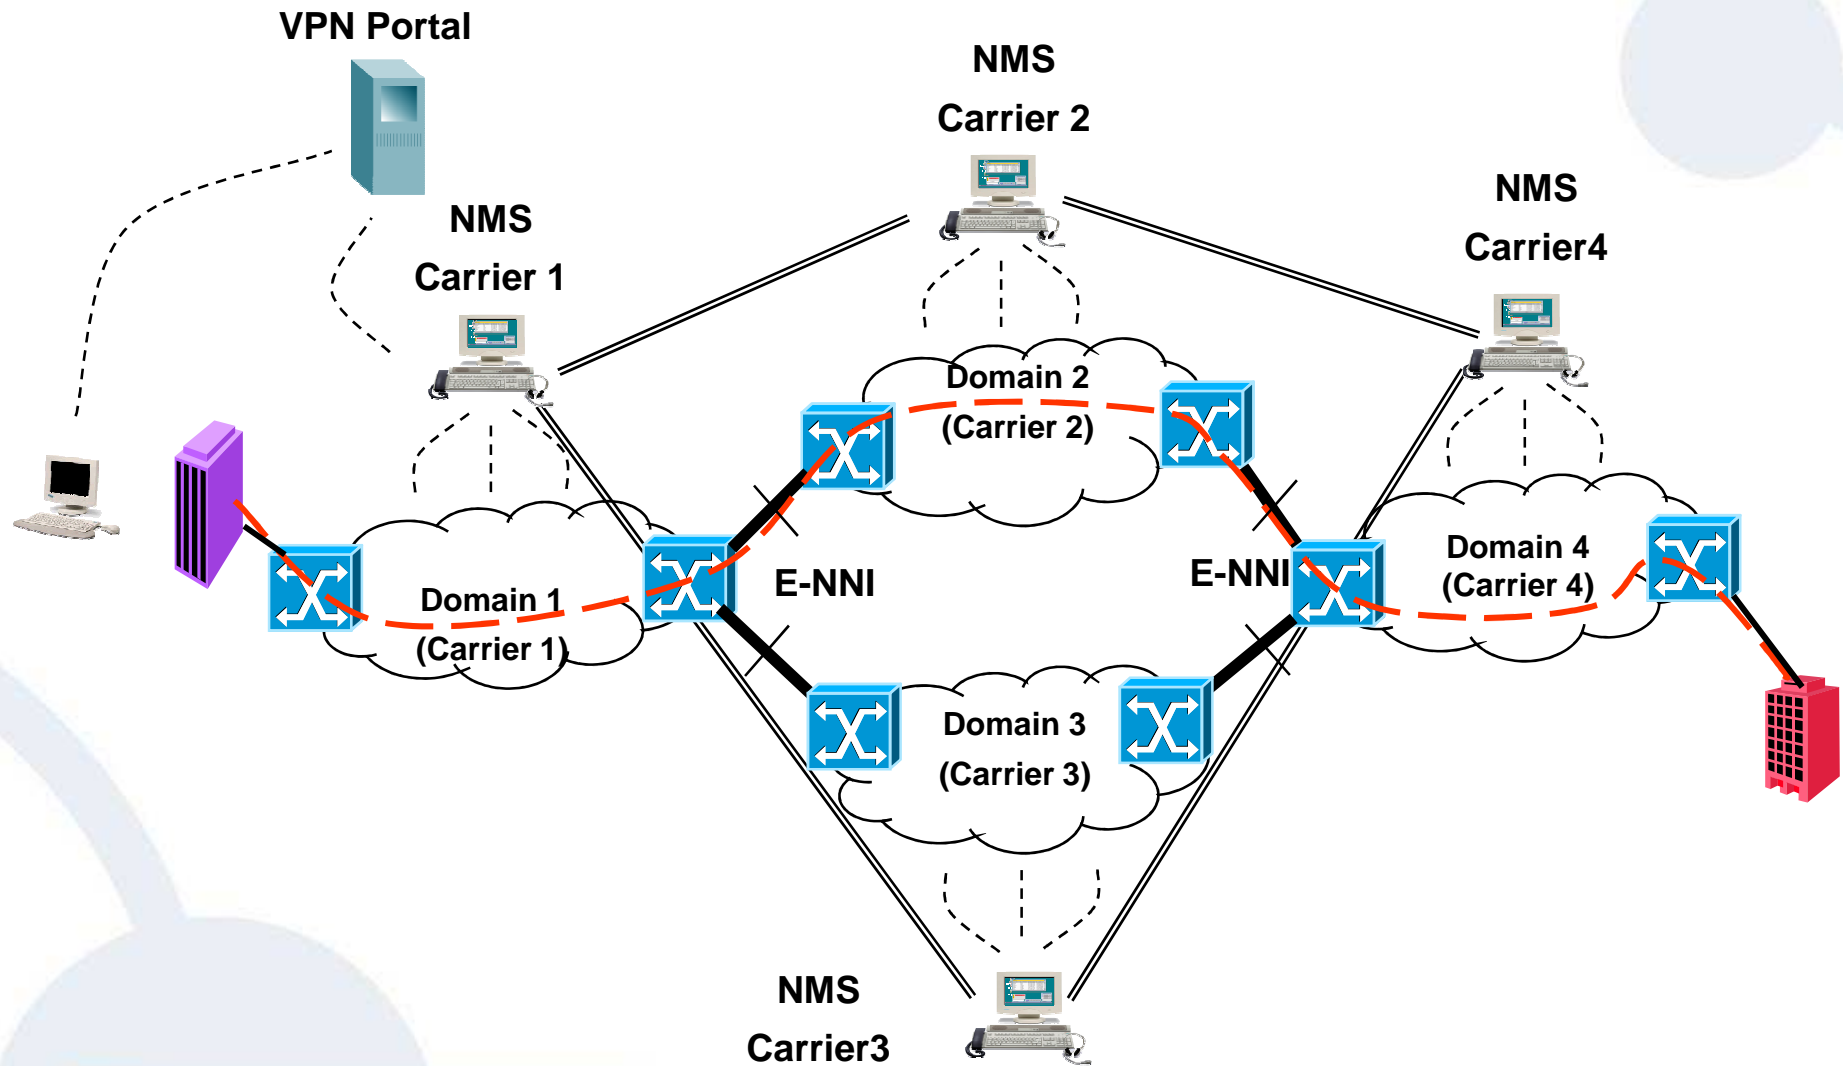 VPN Portal
NMS
Carrier 2
NMS
Carrier4
NMS
Carrier 1
Domain 2
(Carrier 2)
E-NNI
E-NNI
Domain 4
(Carrier 4)
Domain 1
(Carrier 1)
Domain 3
(Carrier 3)
NMS
Carrier3